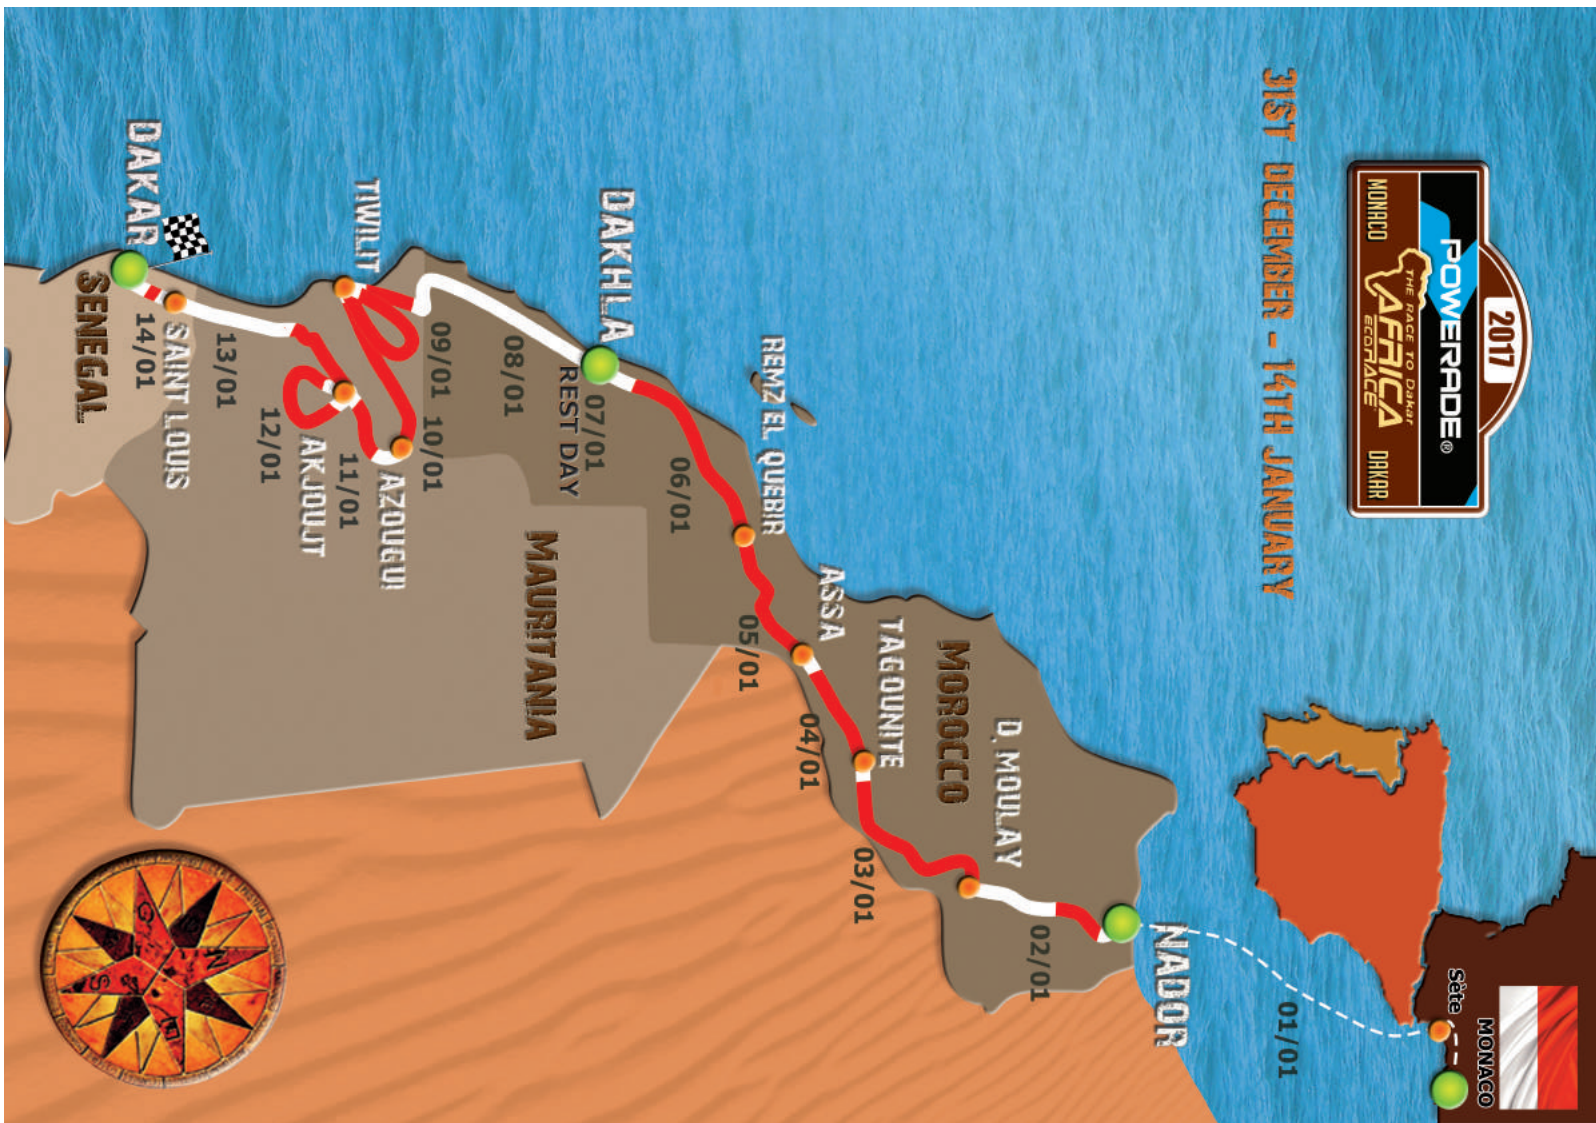 2017
POWERADE®
THE RACE TO Dakar
AFRICA
ECO RACE
MONACO
DAKAR
31ST DECEMBER - 14TH JANUARY
MONACO
Sète
01/01
NADOR
02/01
D. MOULAY
MOROCCO
03/01
TAGOUNITE
04/01
ASSA
05/01
REMZ EL QUEBIR
06/01
DAKHLA
07/01
REST DAY
08/01
MAURITANIA
09/01
TIWILIT
10/01
AZOUGUI
11/01
AKJOUJT
12/01
13/01
SAINT LOUIS
14/01
DAKAR
SENEGAL